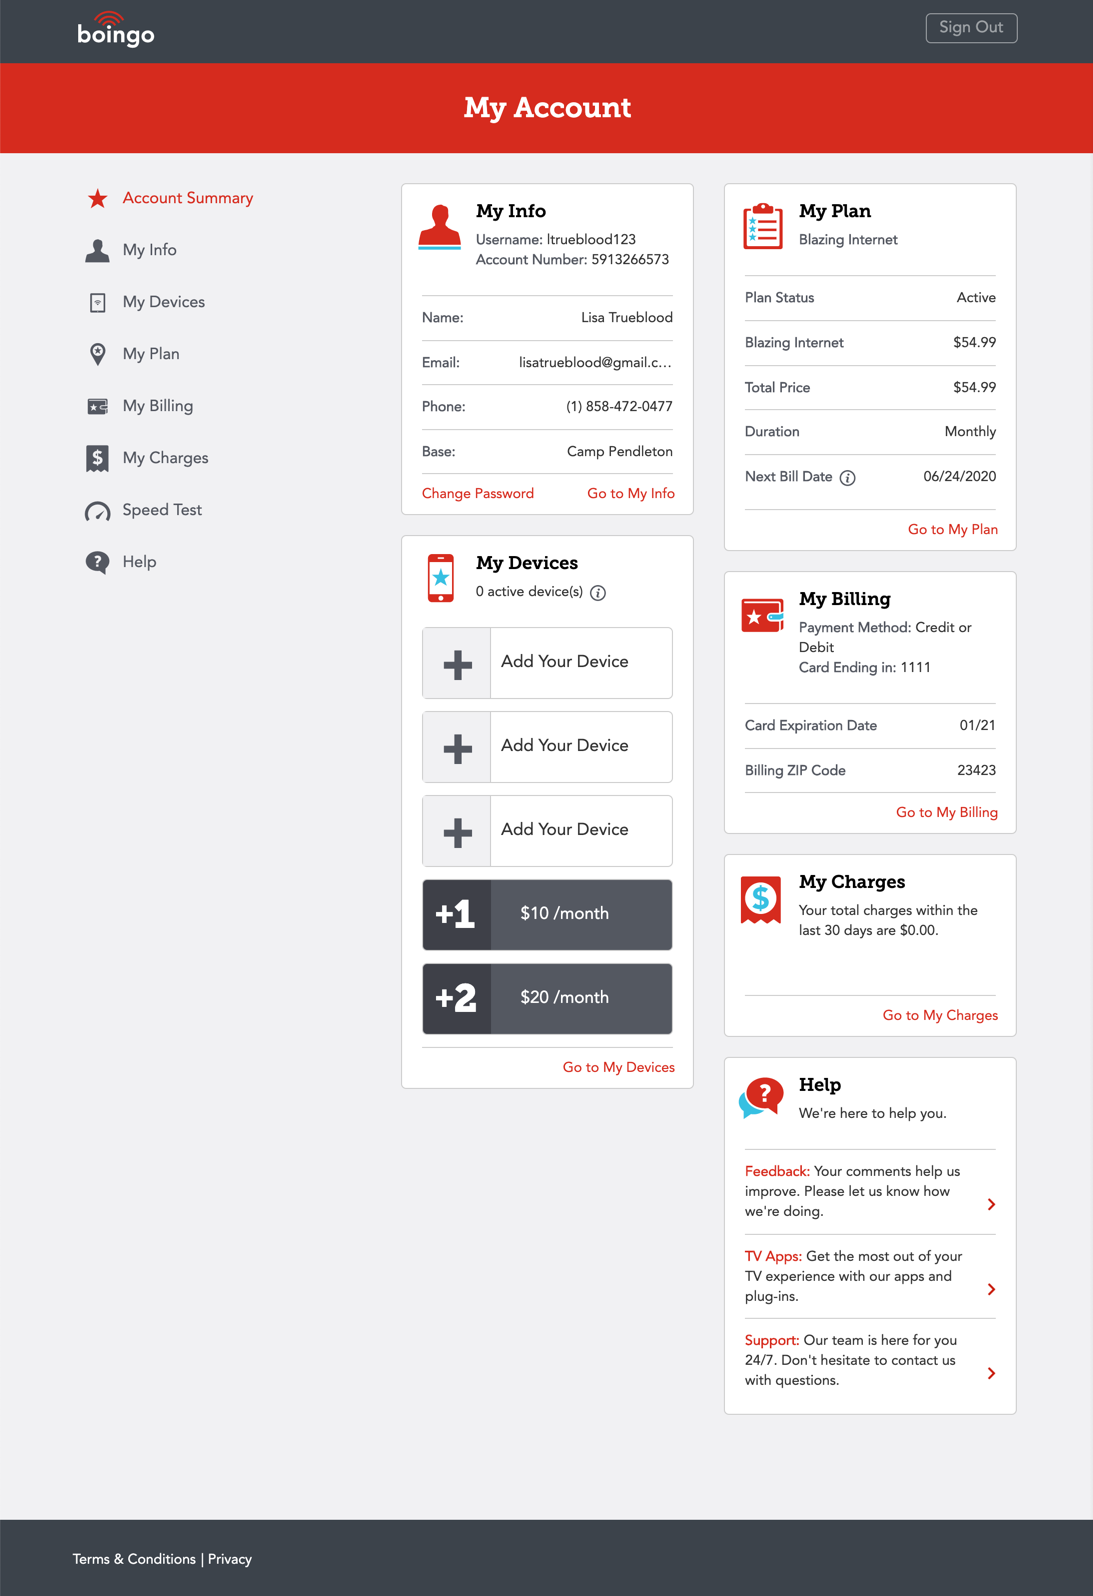 boingo
Sign Out
My Account
Account Summary
My Info
My Devices
My Plan
My Billing
My Charges
Speed Test
Help
My Info
Username: ltrueblood123
Account Number: 5913266573
Name: Lisa Trueblood
Email: lisatrueblood@gmail.c...
Phone: (1) 858-472-0477
Base: Camp Pendleton
Change Password Go to My Info
My Devices
0 active device(s) i
Add Your Device
Add Your Device
Add Your Device
+1 $10 /month
+2 $20 /month
Go to My Devices
My Plan
Blazing Internet
Plan Status Active
Blazing Internet $54.99
Total Price $54.99
Duration Monthly
Next Bill Date i 06/24/2020
Go to My Plan
My Billing
Payment Method: Credit or
Debit
Card Ending in: 1111
Card Expiration Date 01/21
Billing ZIP Code 23423
Go to My Billing
My Charges
Your total charges within the
last 30 days are $0.00.
Go to My Charges
Help
We're here to help you.
Feedback: Your comments help us
improve. Please let us know how
we're doing.
TV Apps: Get the most out of your
TV experience with our apps and
plug-ins.
Support: Our team is here for you
24/7. Don't hesitate to contact us
with questions.
Terms & Conditions | Privacy